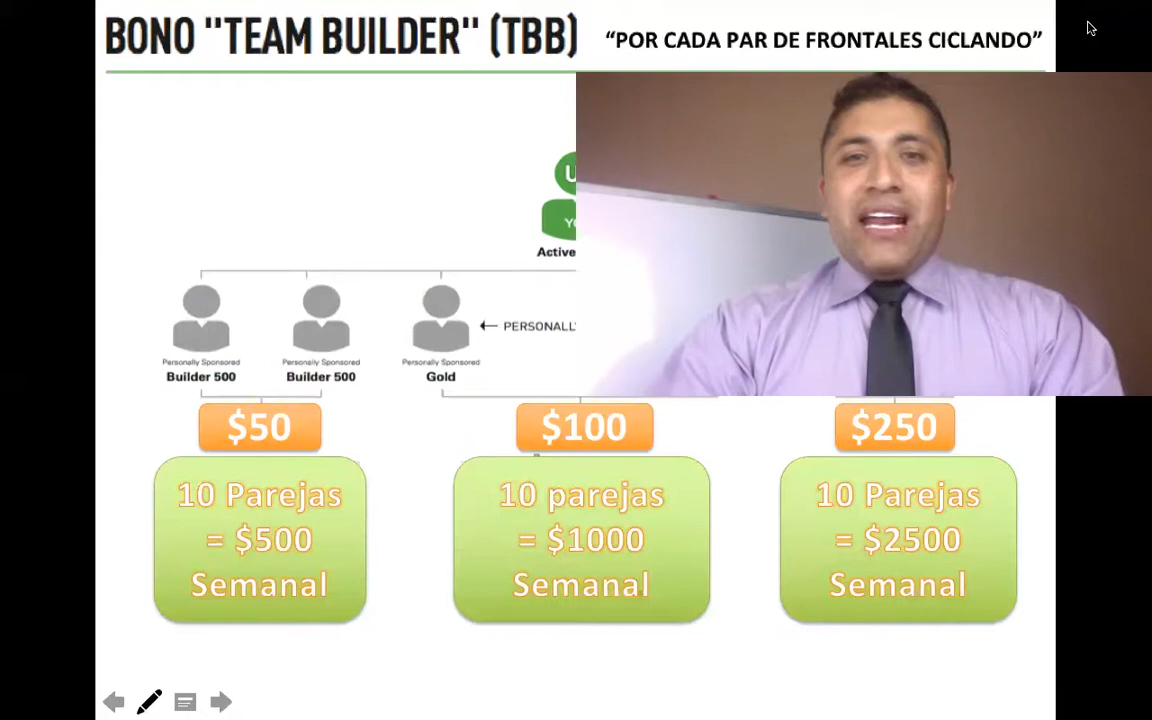 BONO "TEAM BUILDER" (TBB)
“POR CADA PAR DE FRONTALES CICLANDO”
U
YO
Active
← PERSONALL
Personally Sponsored
Builder 500
Personally Sponsored
Builder 500
Personally Sponsored
Gold
$50
$100
$250
10 Parejas
= $500
Semanal
10 parejas
= $1000
Semanal
10 Parejas
= $2500
Semanal